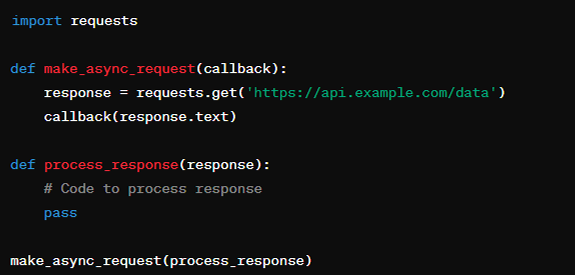 import requests
def make_async_request(callback):
    response = requests.get('https://api.example.com/data')
    callback(response.text)
def process_response(response):
    # Code to process response
    pass
make_async_request(process_response)